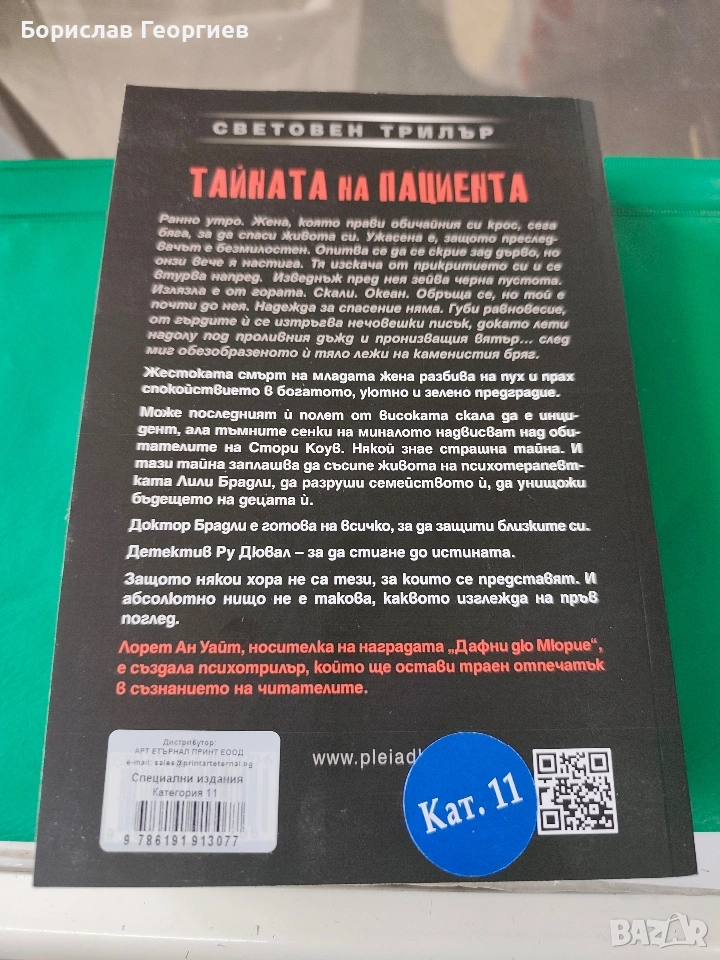 Борислав Георгиев
СВЕТОВЕН ТРИЛЪР
ТАЙНАТА НА ПАЦИЕНТА
Ранно утро. Жена, която прави обичайния си крос, сега
бяга, за да спаси живота си. Ужасена е, защото преслед-
вачът е безмилостен. Опитва се да се скрие зад дърво, но
онзи вече я настига. Тя изскача от прикритието си и се
втурва напред. Изведнъж пред нея зейва черна пустота.
Излязла е от гората. Скали. Океан. Обръща се, но той е
почти до нея. Надежда за спасение няма. Губи равновесие,
от гърдите ѝ се изтръгва нечовешки писък, докато лети
надолу под проливния дъжд и пронизващия вятър... след
миг обезобразеното ѝ тяло лежи на каменистия бряг.
Жестоката смърт на младата жена разбива на пух и прах
спокойствието в богатото, уютно и зелено предградие.
Може последният ѝ полет от високата скала да е инци-
дент, ала тъмните сенки на миналото надвисват над оби-
тателите на Стори Коув. Някой знае страшна тайна. И
тази тайна заплашва да съсипе живота на психотерапевт-
ката Лили Брадли, да разруши семейството ѝ, да унищожи
бъдещето на децата ѝ.
Доктор Брадли е готова на всичко, за да защити близките си.
Детектив Ру Дювал – за да стигне до истината.
Защото някои хора не са тези, за които се представят. И
абсолютно нищо не е такова, каквото изглежда на пръв
поглед.
Лорет Ан Уайт, носителка на наградата „Дафни дю Мюрие“,
е създала психотрилър, който ще остави траен отпечатък
в съзнанието на читателите.
Дистрибутор:
АРТ ЕТЪРНАЛ ПРИНТ ЕООД
e-mail: sales@printarteternal.bg
Специални издания
Категория 11
9 786191 913077
www.pleiad
Кат. 11
BAZAR